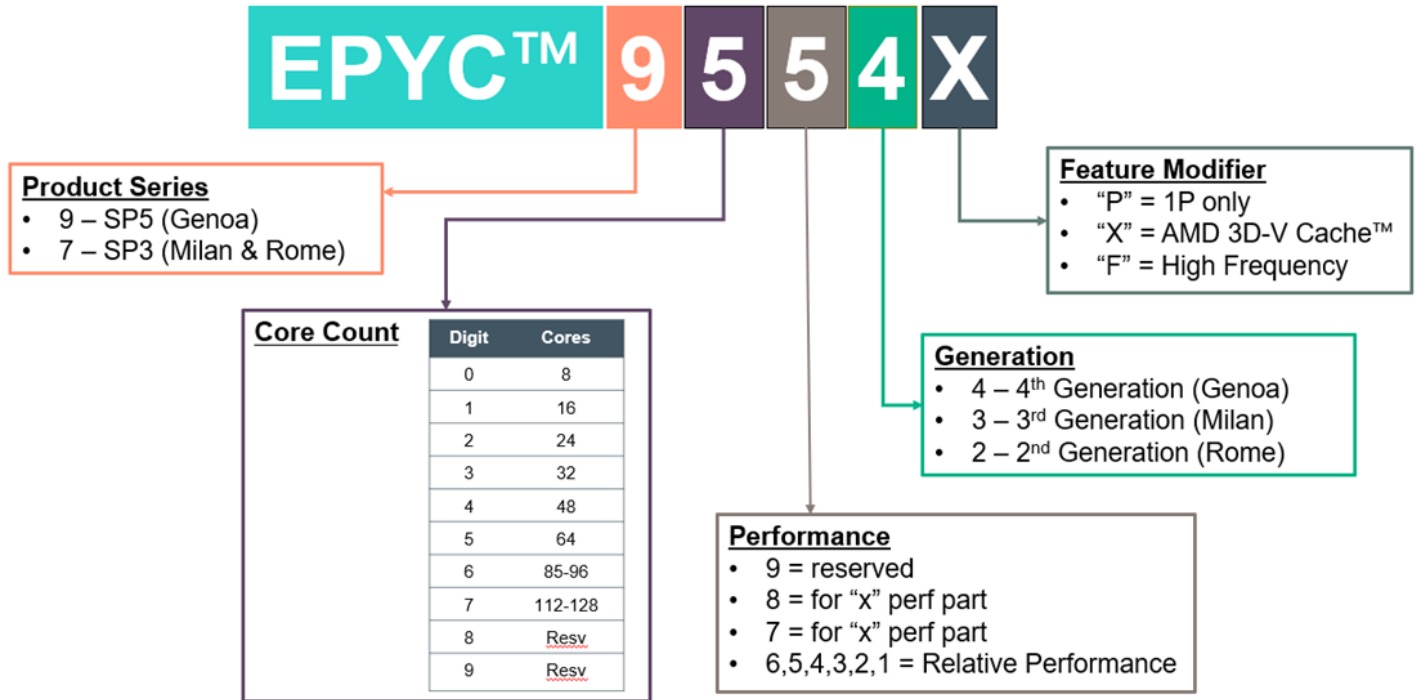 EPYC™ 9 5 5 4 X
Product Series
• 9 – SP5 (Genoa)
• 7 – SP3 (Milan & Rome)
Feature Modifier
• “P” = 1P only
• “X” = AMD 3D-V Cache™
• “F” = High Frequency
Core Count
Digit Cores
0 8
1 16
2 24
3 32
4 48
5 64
6 85-96
7 112-128
8 Resv
9 Resv
Generation
• 4 – 4th Generation (Genoa)
• 3 – 3rd Generation (Milan)
• 2 – 2nd Generation (Rome)
Performance
• 9 = reserved
• 8 = for “x” perf part
• 7 = for “x” perf part
• 6,5,4,3,2,1 = Relative Performance